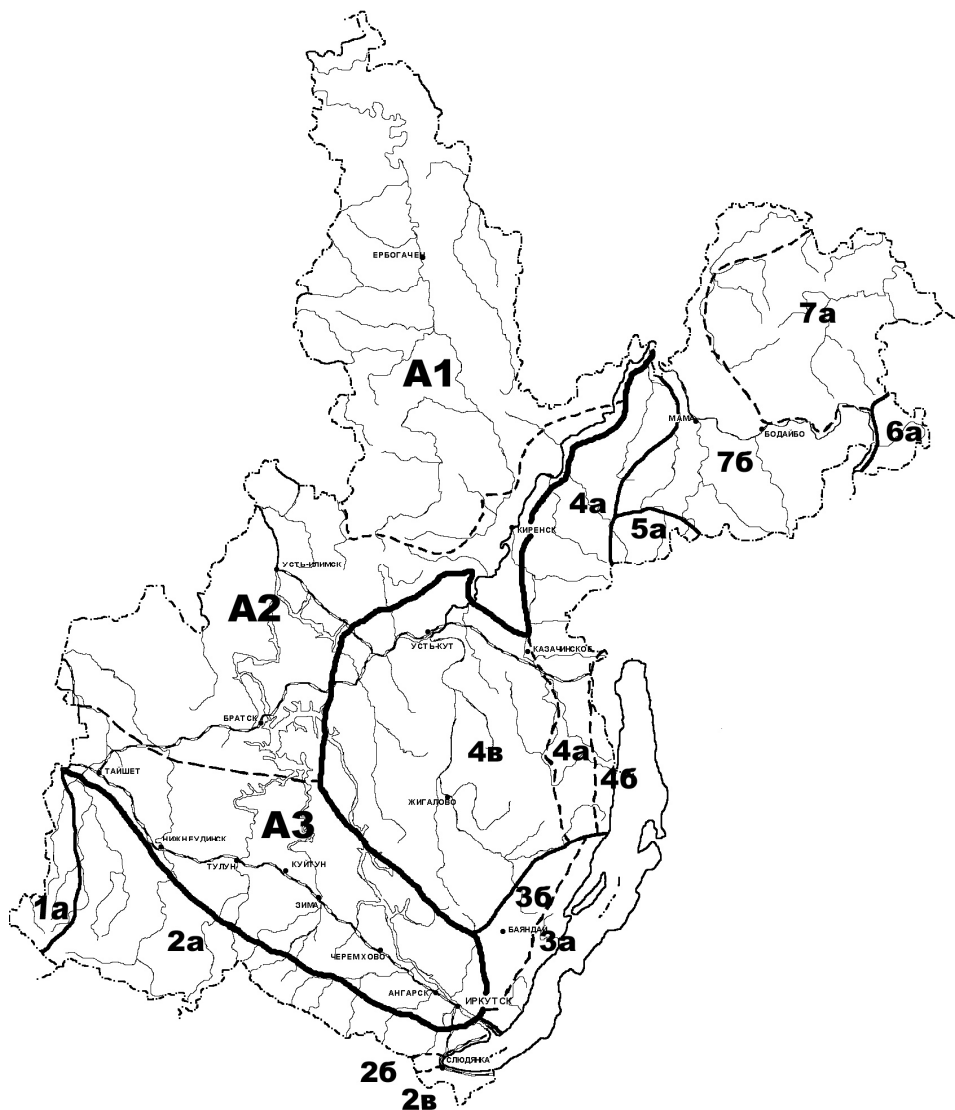 ЕРБОГАЧЕН
7а
А1
МАМА
БОДАЙБО
6а
7б
4а
КИРЕНСК
5а
УСТЬ-ИЛИМСК
А2
УСТЬ-КУТ
КАЗАЧИНСКОЕ
БРАТСК
4в
4а
4б
ТАЙШЕТ
ЖИГАЛОВО
А3
НИЖНЕУДИНСК
ТУЛУН
КУЙТУН
3б
1а
ЗИМА
БАЯНДАЙ
2а
3а
ЧЕРЕМХОВО
АНГАРСК
ИРКУТСК
СЛЮДЯНКА
2б
2в